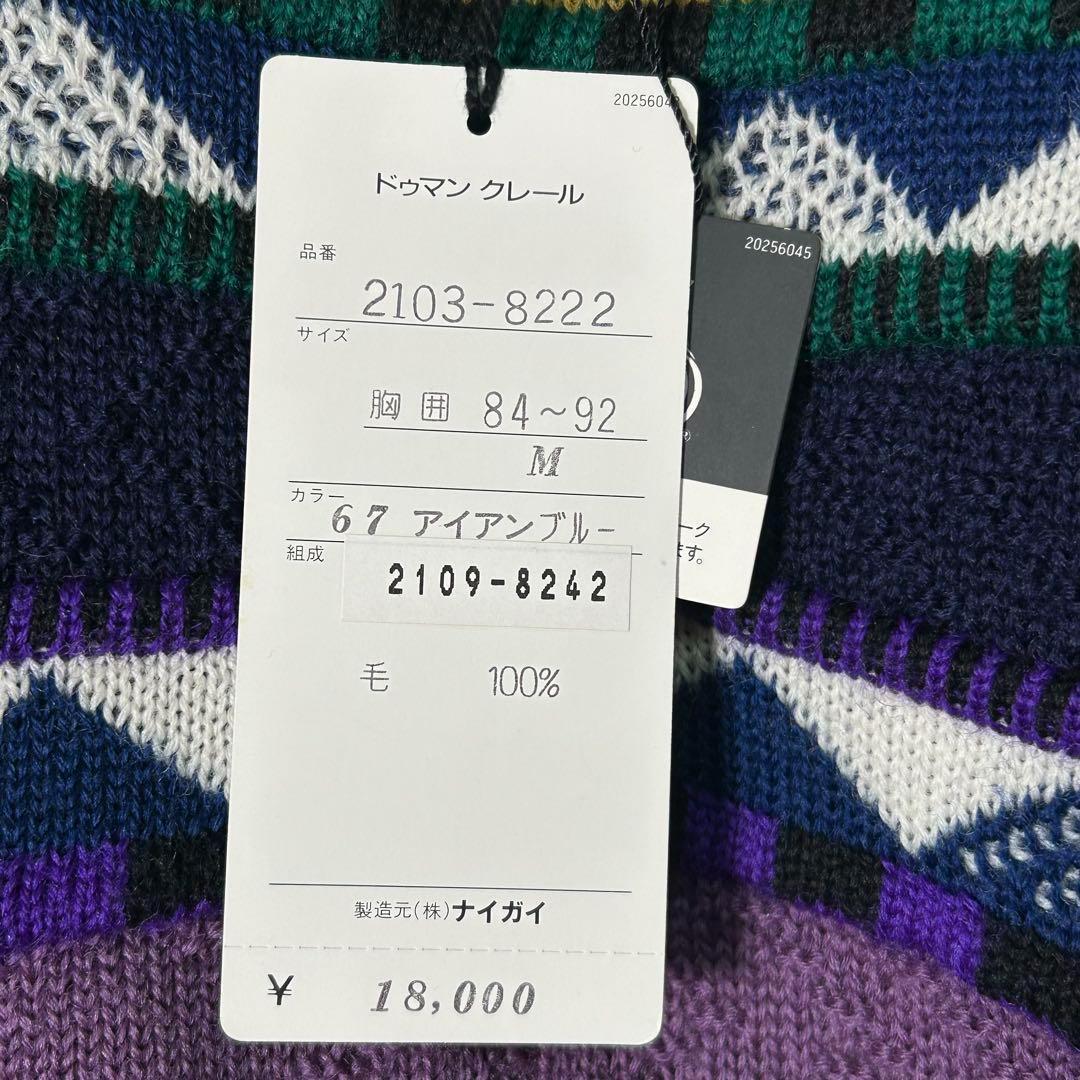 2025604
ドゥマン クレール
品番
2103-8222
サイズ
胸囲 84～92
M
カラー
67 アイアンブルー
組成
2109-8242
毛 100%
製造元(株)ナイガイ
¥ 18,000
20256045
®
ーク
ます。